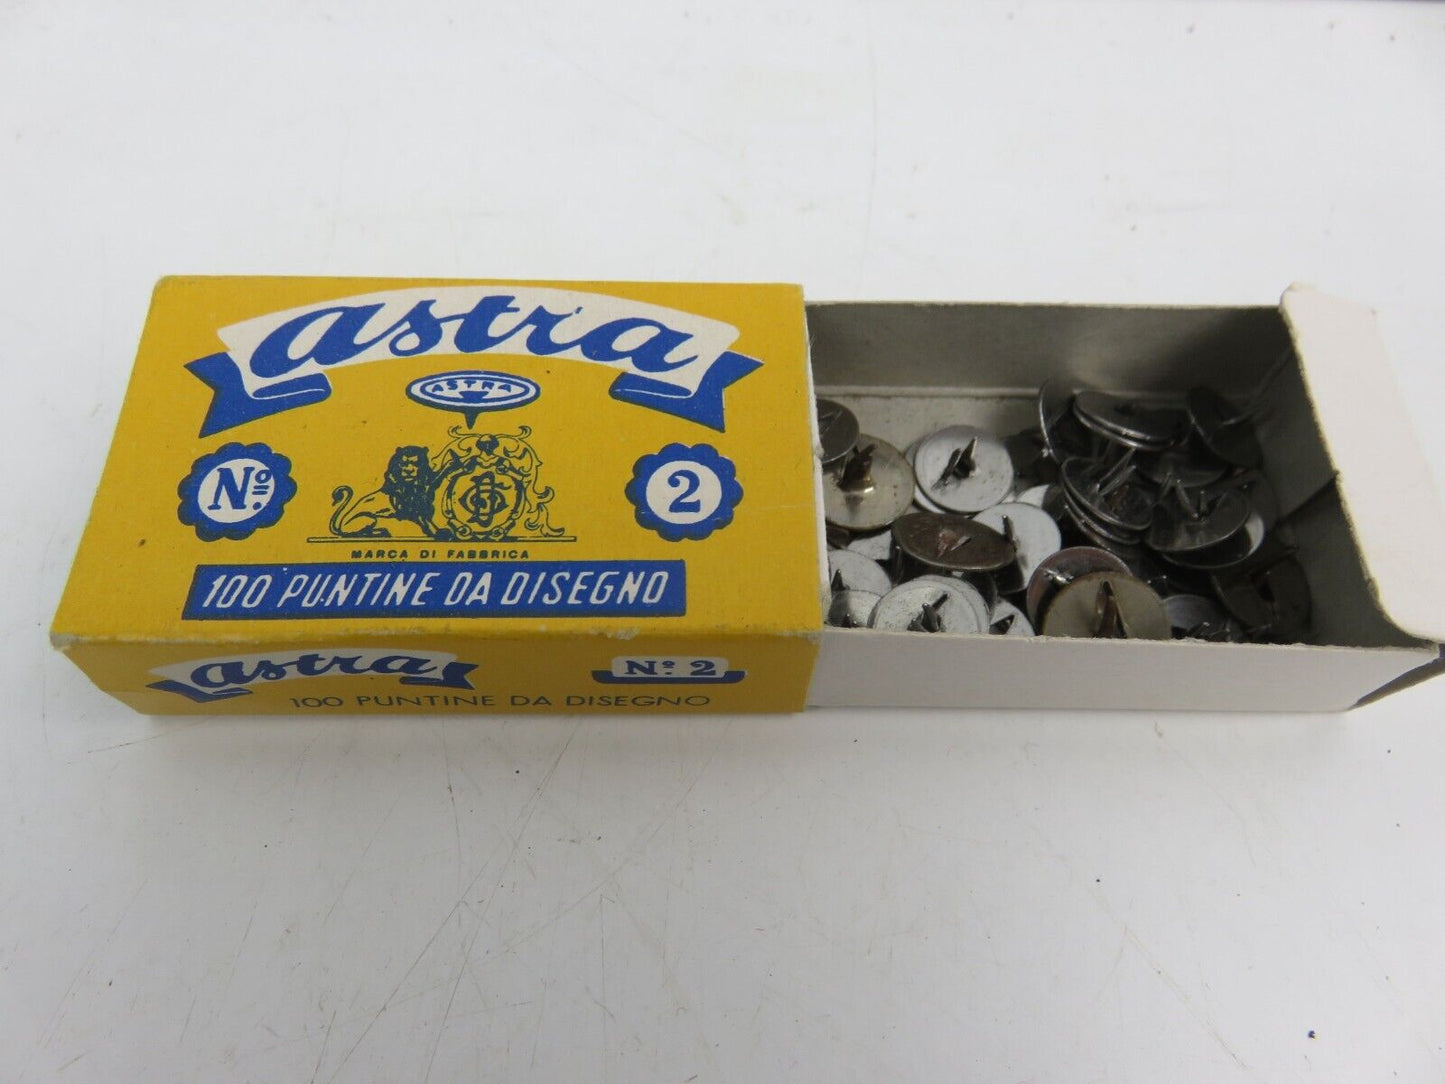 astra
ASTRA
Nº. 2
MARCA DI FABBRICA
100 PUNTINE DA DISEGNO
astra Nº. 2
100 PUNTINE DA DISEGNO